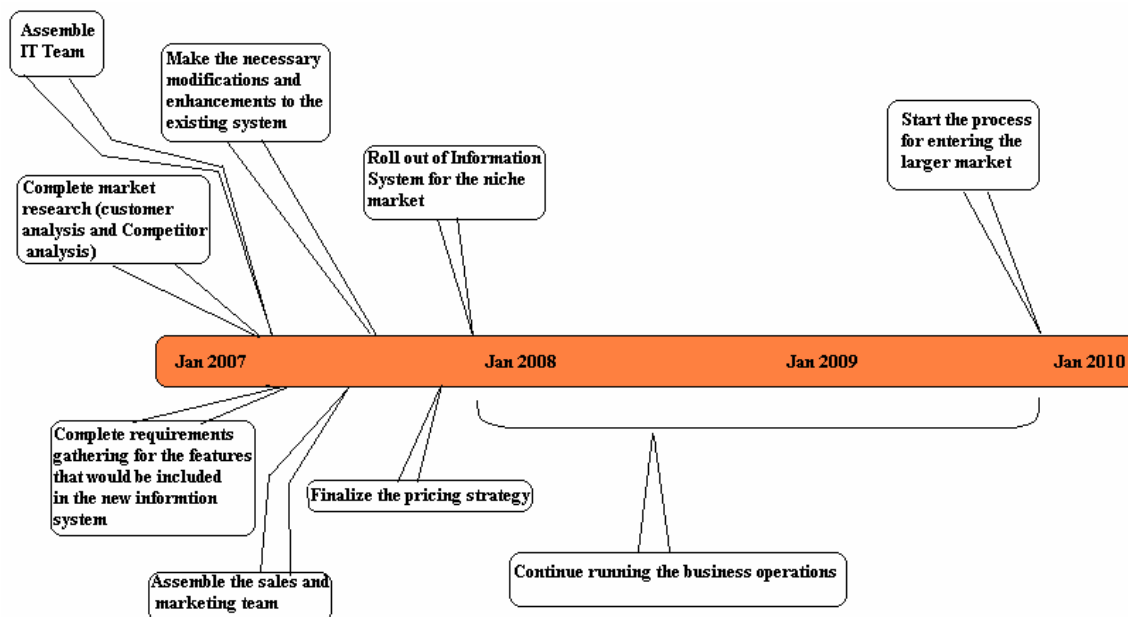 Assemble
IT Team
Make the necessary
modifications and
enhancements to the
existing system
Roll out of Information
System for the niche
market
Start the process
for entering the
larger market
Complete market
research (customer
analysis and Competitor
analysis)
Jan 2007
Jan 2008
Jan 2009
Jan 2010
Complete requirements
gathering for the features
that would be included
in the new informtion
system
Finalize the pricing strategy
Assemble the sales and
marketing team
Continue running the business operations